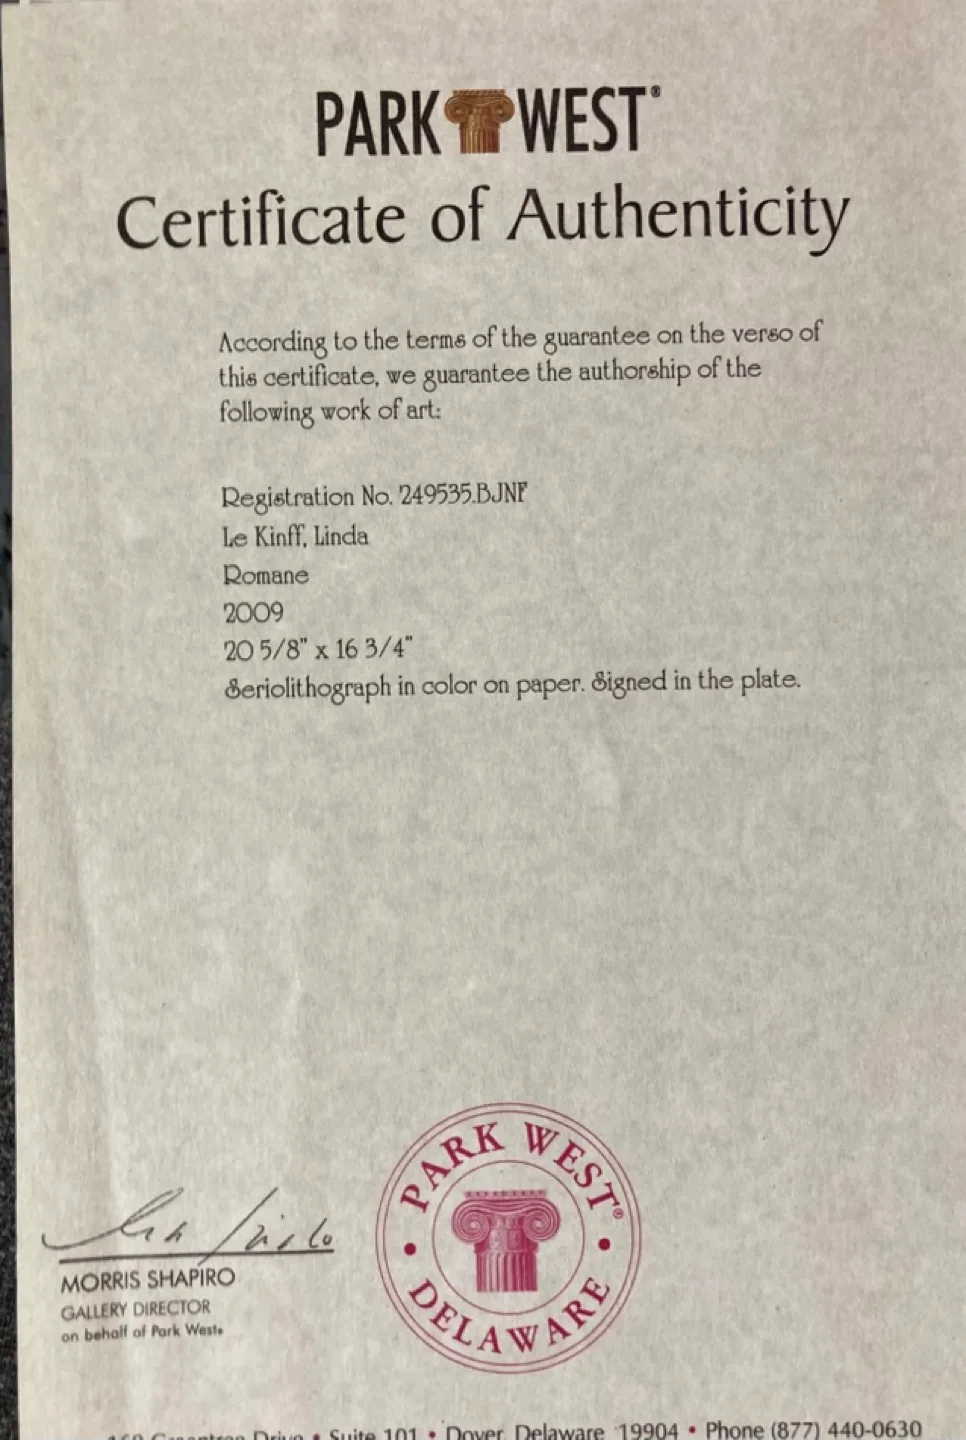 PARK WEST®
Certificate of Authenticity
According to the terms of the guarantee on the verso of
this certificate, we guarantee the authorship of the
following work of art:
Registration No. 249535.BJNF
Le Kinff, Linda
Romane
2009
20 5/8" x 16 3/4"
Seriolithograph in color on paper. Signed in the plate.
PARK WEST®
• DELAWARE •
MORRIS SHAPIRO
GALLERY DIRECTOR
on behalf of Park West®
160 Greentree Drive • Suite 101 • Dover, Delaware 19904 • Phone (877) 440-0630